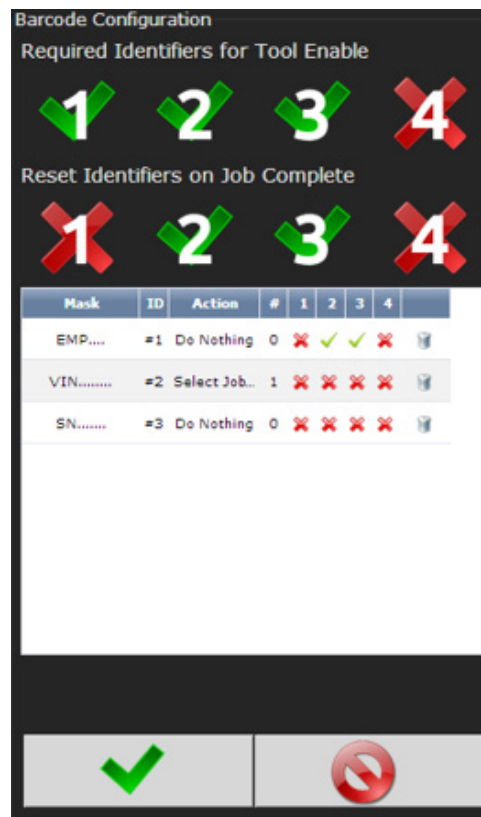 Barcode Configuration
Required Identifiers for Tool Enable
1 2 3 4
Reset Identifiers on Job Complete
1 2 3 4
Mask ID Action # 1 2 3 4
EMP.... #1 Do Nothing 0
VIN........ #2 Select Job... 1
SN....... #3 Do Nothing 0